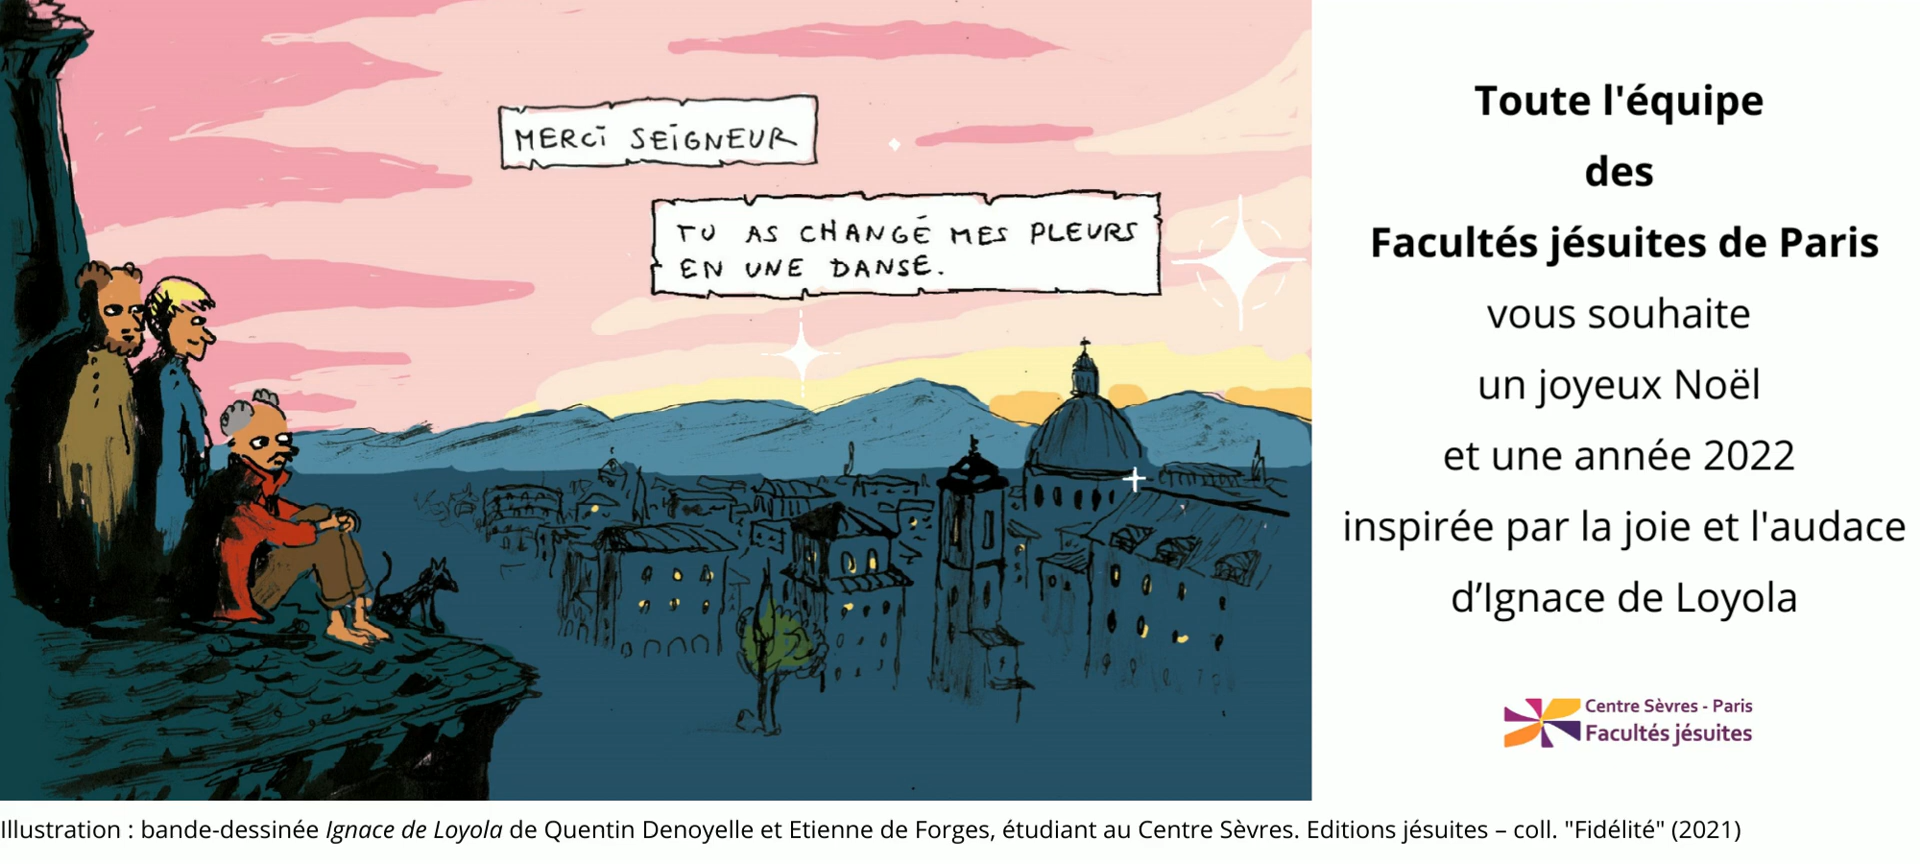 MERCI SEIGNEUR
TU AS CHANGÉ MES PLEURS
EN UNE DANSE.
Toute l'équipe
des
Facultés jésuites de Paris
vous souhaite
un joyeux Noël
et une année 2022
inspirée par la joie et l'audace
d’Ignace de Loyola
Centre Sèvres - Paris
Facultés jésuites
Illustration : bande-dessinée Ignace de Loyola de Quentin Denoyelle et Etienne de Forges, étudiant au Centre Sèvres. Editions jésuites – coll. "Fidélité" (2021)